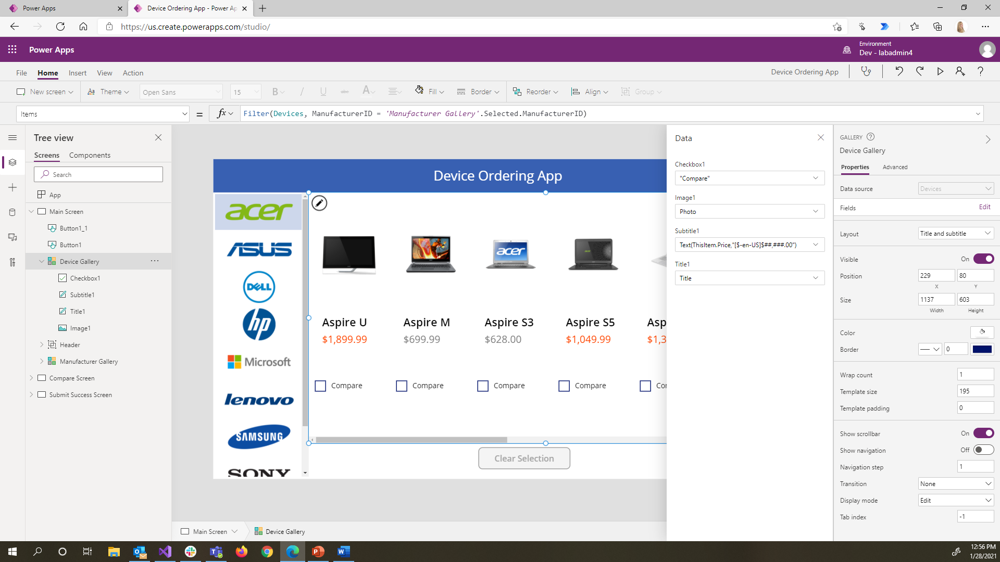 Power Apps
Device Ordering App - Power Ap
https://us.create.powerapps.com/studio/
Power Apps
Environment
Dev - labadmin4
File Home Insert View Action
Device Ordering App
New screen
Theme
Open Sans
15
B
/
U
abc
A
Fill
Border
Reorder
Align
Group
Items
=
fx
Filter(Devices, ManufacturerID = 'Manufacturer Gallery'.Selected.ManufacturerID)
Tree view
Screens Components
Search
App
Main Screen
Button1_1
Button1
Device Gallery
Checkbox1
Subtitle1
Title1
Image1
Header
Manufacturer Gallery
Compare Screen
Submit Success Screen
Device Ordering App
acer
ASUS
DELL
hp
Microsoft
lenovo
SAMSUNG
SONY
acer
Aspire U
$1,899.99
Compare
Aspire M
$699.99
Compare
Aspire S3
$628.00
Compare
Aspire S5
$1,049.99
Compare
Asp
$1,3
Co
Clear Selection
Main Screen
Device Gallery
Data
Checkbox1
"Compare"
Image1
Photo
Subtitle1
Text(ThisItem.Price,"[$-en-US]$##,###.00")
Title1
Title
GALLERY
Device Gallery
Properties Advanced
Data source Devices
Fields Edit
Layout Title and subtitle
Visible On
Position 229 80
X Y
Size 1137 603
Width Height
Color
Border 0
Wrap count 1
Template size 195
Template padding 0
Show scrollbar On
Show navigation Off
Navigation step 1
Transition None
Display mode Edit
Tab index -1
12:56 PM
1/28/2021